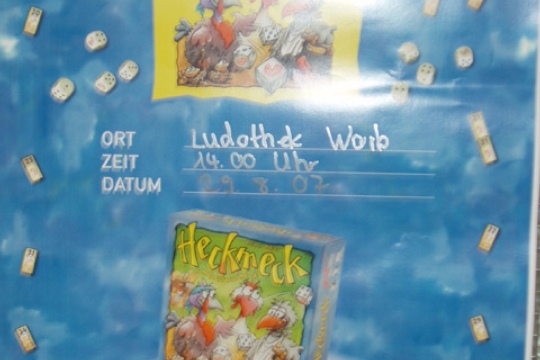 ORT Ludothek Worb
ZEIT 14.00 Uhr
DATUM 29.8.07
Heckmeck